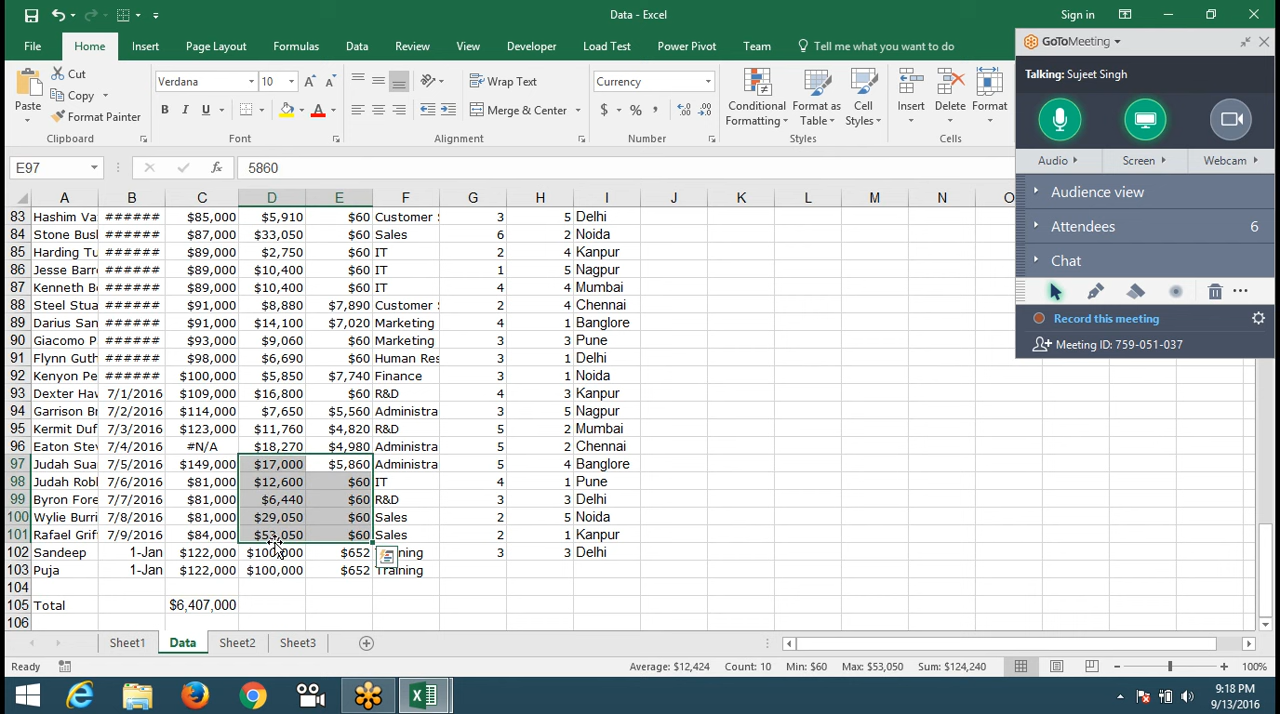 Data - Excel
Sign in
File Home Insert Page Layout Formulas Data Review View Developer Load Test Power Pivot Team Tell me what you want to do
GoToMeeting
Talking: Sujeet Singh
Paste
Cut
Copy
Format Painter
Verdana 10
B I U
Wrap Text
Merge & Center
Currency
$ % ,
Conditional Formatting
Format as Table
Cell Styles
Insert
Delete
Format
Clipboard Font Alignment Number Styles Cells
Audio Screen Webcam
Audience view
Attendees 6
Chat
Record this meeting
Meeting ID: 759-051-037
E97 fx 5860
A B C D E F G H I J K L M N O
83 Hashim Va ###### $85,000 $5,910 $60 Customer 3 5 Delhi
84 Stone Bus ###### $87,000 $33,050 $60 Sales 6 2 Noida
85 Harding Tu ###### $89,000 $2,750 $60 IT 2 4 Kanpur
86 Jesse Barr ###### $89,000 $10,400 $60 IT 1 5 Nagpur
87 Kenneth B ###### $89,000 $10,400 $60 IT 4 4 Mumbai
88 Steel Stua ###### $91,000 $8,880 $7,890 Customer 2 4 Chennai
89 Darius San ###### $91,000 $14,100 $7,020 Marketing 4 1 Banglore
90 Giacomo P ###### $93,000 $9,060 $60 Marketing 3 3 Pune
91 Flynn Guth ###### $98,000 $6,690 $60 Human Res 3 1 Delhi
92 Kenyon Pe ###### $100,000 $5,850 $7,740 Finance 3 1 Noida
93 Dexter Haw 7/1/2016 $109,000 $16,800 $60 R&D 4 3 Kanpur
94 Garrison Br 7/2/2016 $114,000 $7,650 $5,560 Administra 3 5 Nagpur
95 Kermit Duf 7/3/2016 $123,000 $11,760 $4,820 R&D 5 2 Mumbai
96 Eaton Stev 7/4/2016 #N/A $18,270 $4,980 Administra 5 2 Chennai
97 Judah Sua 7/5/2016 $149,000 $17,000 $5,860 Administra 5 4 Banglore
98 Judah Robl 7/6/2016 $81,000 $12,600 $60 IT 4 1 Pune
99 Byron Fore 7/7/2016 $81,000 $6,440 $60 R&D 3 3 Delhi
100 Wylie Burri 7/8/2016 $81,000 $29,050 $60 Sales 2 5 Noida
101 Rafael Grif 7/9/2016 $84,000 $53,050 $60 Sales 2 1 Kanpur
102 Sandeep 1-Jan $122,000 $100,000 $652 3 3 Delhi
103 Puja 1-Jan $122,000 $100,000 $652 Training
104
105 Total $6,407,000
106
Sheet1 Data Sheet2 Sheet3
Ready Average: $12,424 Count: 10 Min: $60 Max: $53,050 Sum: $124,240 100%
9:18 PM
9/13/2016